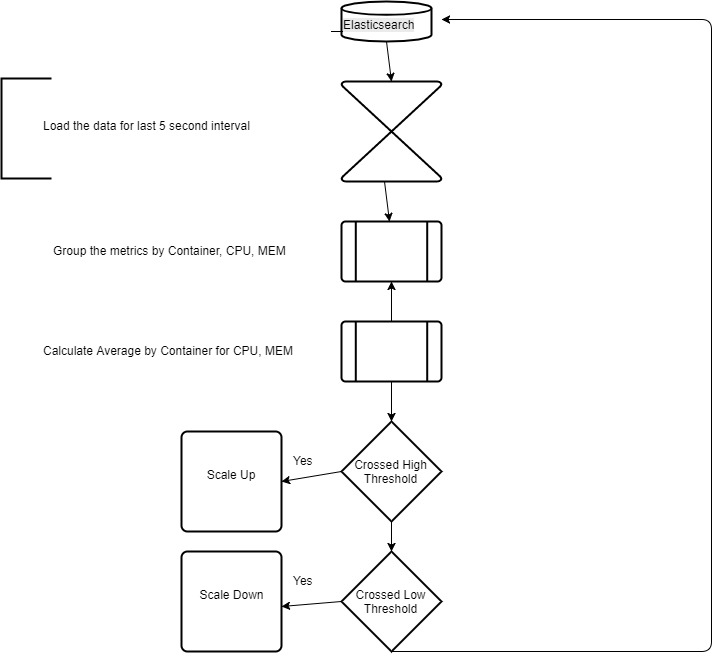 Elasticsearch
Load the data for last 5 second interval
Group the metrics by Container, CPU, MEM
Calculate Average by Container for CPU, MEM
Crossed High
Threshold
Yes
Scale Up
Crossed Low
Threshold
Yes
Scale Down